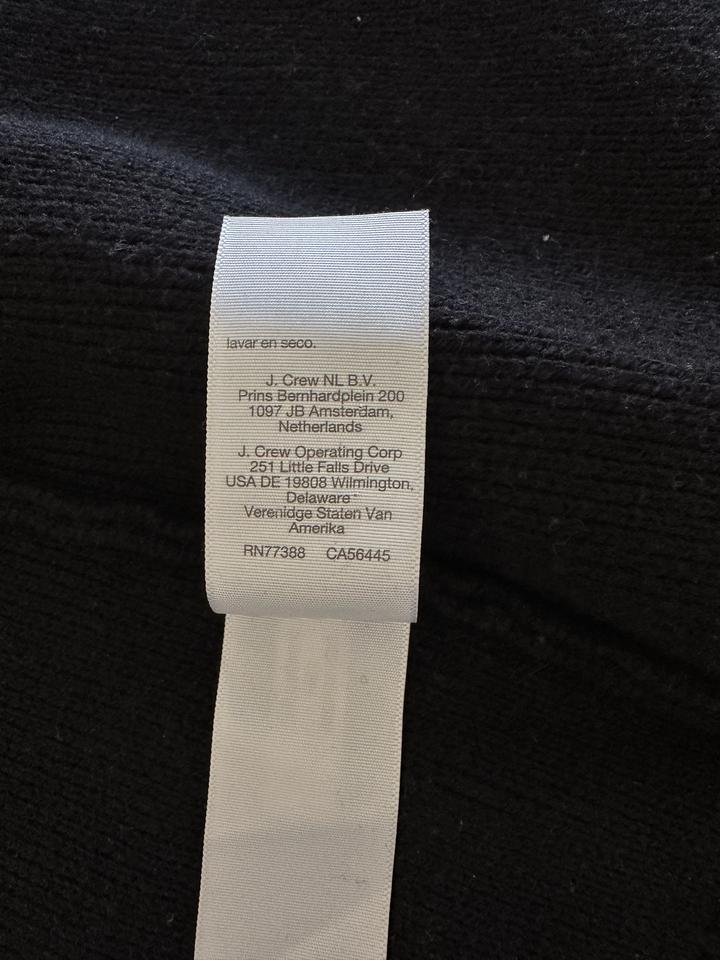 lavar en seco.
J. Crew NL B.V.
Prins Bernhardplein 200
1097 JB Amsterdam,
Netherlands
J. Crew Operating Corp
251 Little Falls Drive
USA DE 19808 Wilmington,
Delaware
Verenidge Staten Van
Amerika
RN77388 CA56445